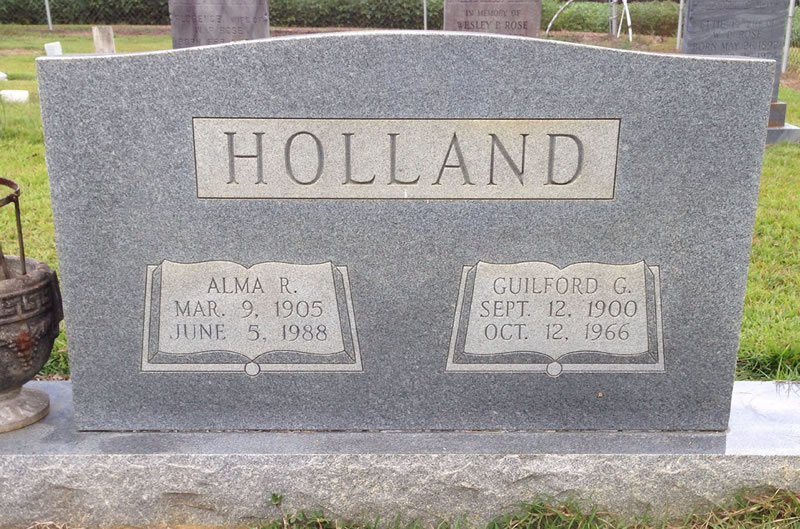 IN MEMORY OF
WESLEY P. ROSE
HOLLAND
ALMA R.
MAR. 9, 1905
JUNE 5, 1988
GUILFORD G.
SEPT. 12, 1900
OCT. 12, 1966